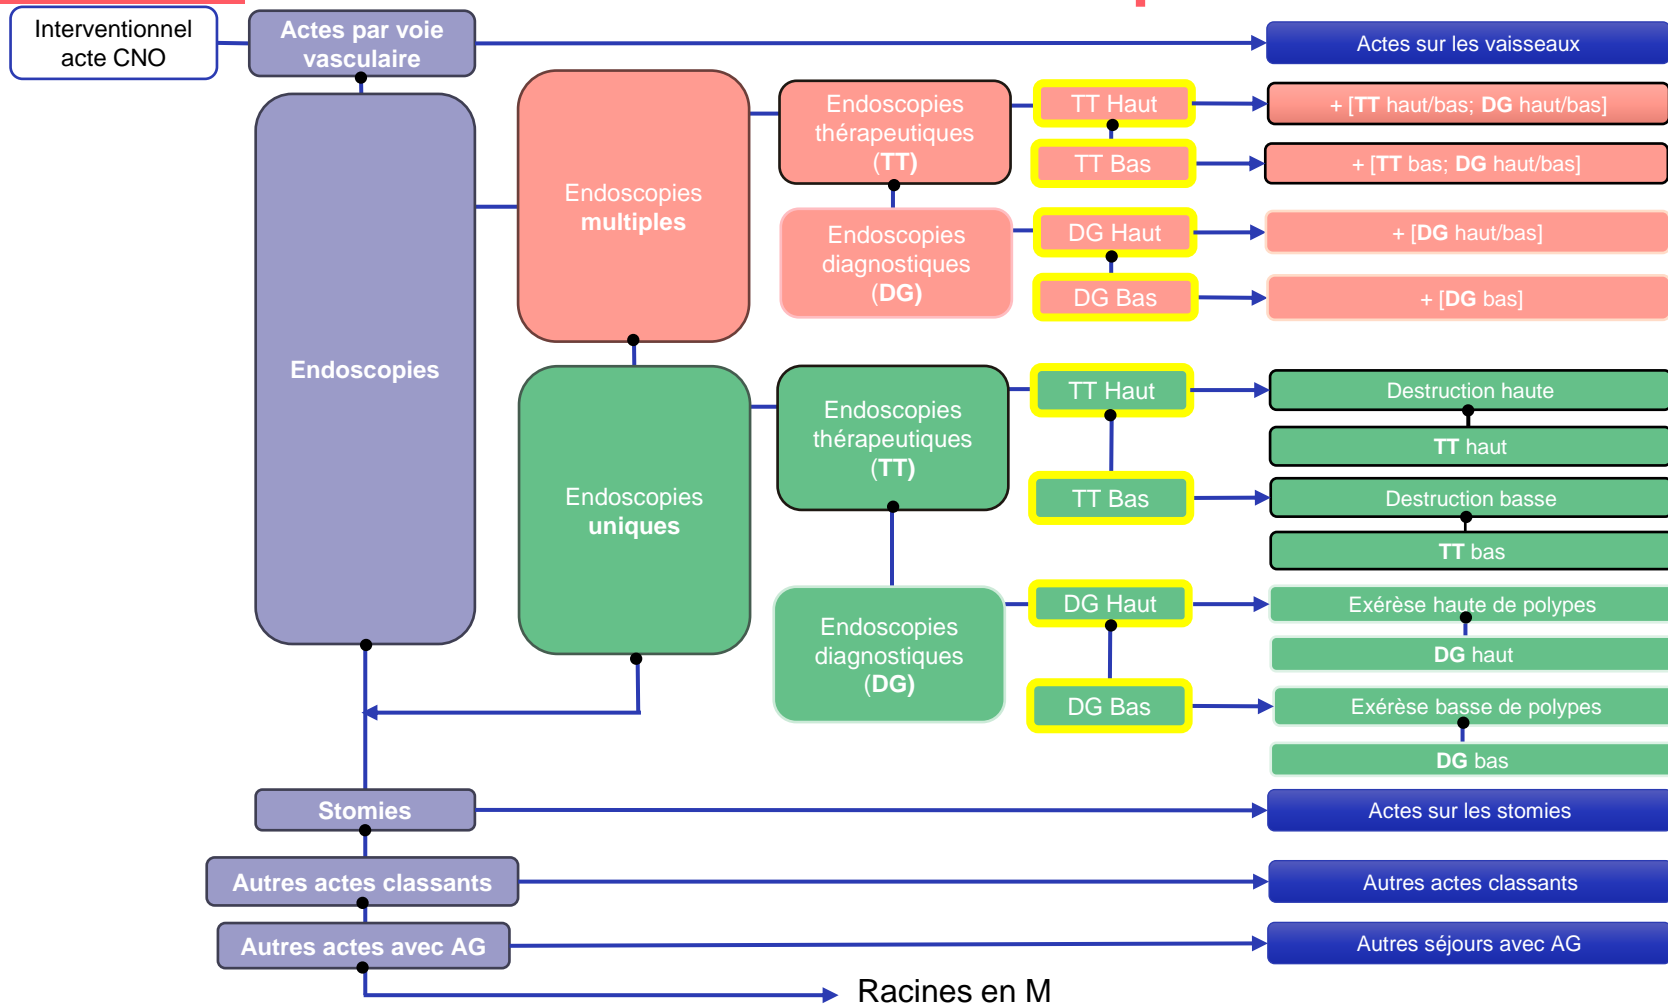 Interventionnel
acte CNO
Actes par voie
vasculaire
Actes sur les vaisseaux
Endoscopies
Endoscopies
multiples
Endoscopies
thérapeutiques
(TT)
TT Haut
+ [TT haut/bas; DG haut/bas]
TT Bas
+ [TT bas; DG haut/bas]
Endoscopies
diagnostiques
(DG)
DG Haut
+ [DG haut/bas]
DG Bas
+ [DG bas]
Endoscopies
uniques
Endoscopies
thérapeutiques
(TT)
TT Haut
Destruction haute
TT haut
TT Bas
Destruction basse
TT bas
Endoscopies
diagnostiques
(DG)
DG Haut
Exérèse haute de polypes
DG haut
DG Bas
Exérèse basse de polypes
DG bas
Stomies
Actes sur les stomies
Autres actes classants
Autres actes classants
Autres actes avec AG
Autres séjours avec AG
Racines en M